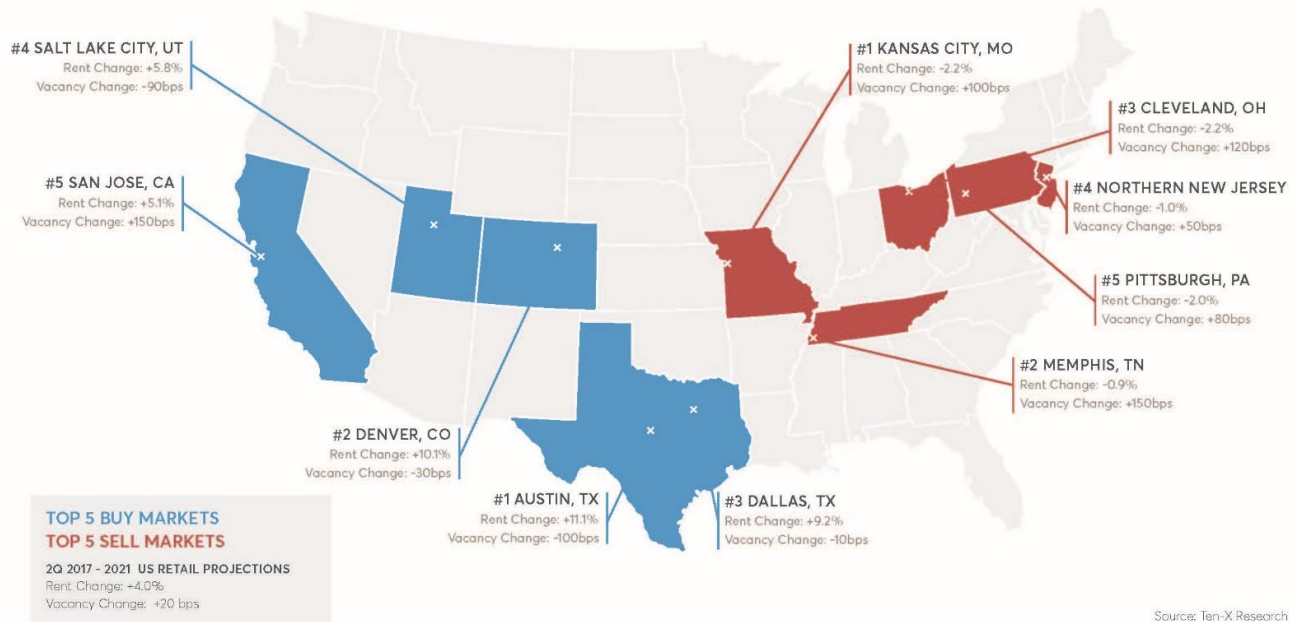 #4 SALT LAKE CITY, UT
Rent Change: +5.8%
Vacancy Change: -90bps
#5 SAN JOSE, CA
Rent Change: +5.1%
Vacancy Change: +150bps
#2 DENVER, CO
Rent Change: +10.1%
Vacancy Change: -30bps
#1 AUSTIN, TX
Rent Change: +11.1%
Vacancy Change: -100bps
#3 DALLAS, TX
Rent Change: +9.2%
Vacancy Change: -10bps
#1 KANSAS CITY, MO
Rent Change: -2.2%
Vacancy Change: +100bps
#3 CLEVELAND, OH
Rent Change: -2.2%
Vacancy Change: +120bps
#4 NORTHERN NEW JERSEY
Rent Change: -1.0%
Vacancy Change: +50bps
#5 PITTSBURGH, PA
Rent Change: -2.0%
Vacancy Change: +80bps
#2 MEMPHIS, TN
Rent Change: -0.9%
Vacancy Change: +150bps
TOP 5 BUY MARKETS
TOP 5 SELL MARKETS
2Q 2017 - 2021 US RETAIL PROJECTIONS
Rent Change: +4.0%
Vacancy Change: +20 bps
Source: Ten-X Research